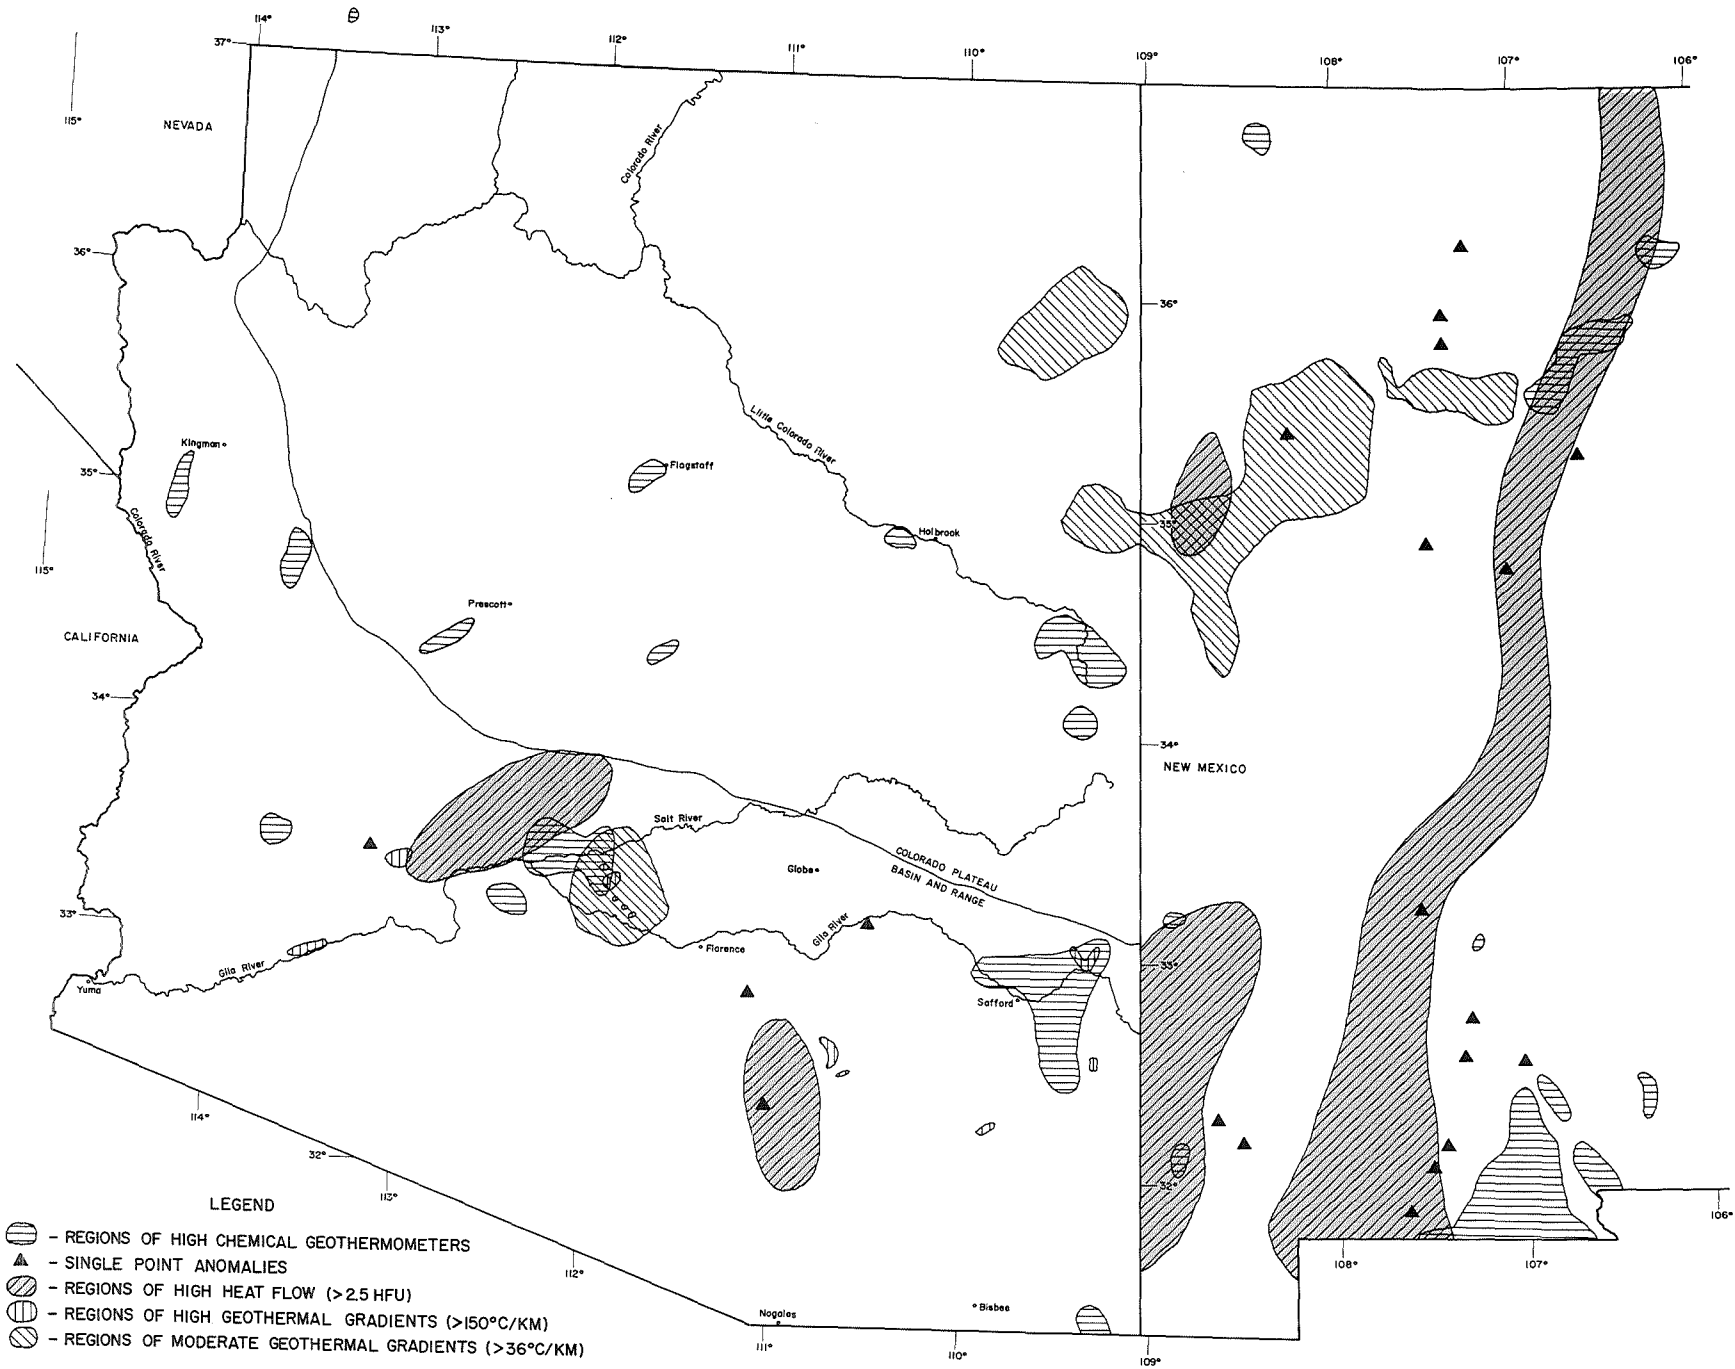 114°
113°
112°
111°
110°
109°
108°
107°
106°
37°
115°
NEVADA
Colorado River
36°
36°
Little Colorado River
Kingman
Flagstaff
35°
35°
Holbrook
Colorado River
115°
Prescott
CALIFORNIA
34°
34°
NEW MEXICO
Salt River
COLORADO PLATEAU
BASIN AND RANGE
Globe
33°
Gila River
Florence
33°
Gila River
Yuma
Safford
114°
32°
32°
113°
106°
LEGEND
– REGIONS OF HIGH CHEMICAL GEOTHERMOMETERS
– SINGLE POINT ANOMALIES
– REGIONS OF HIGH HEAT FLOW (>2.5 HFU)
– REGIONS OF HIGH GEOTHERMAL GRADIENTS (>150°C/KM)
– REGIONS OF MODERATE GEOTHERMAL GRADIENTS (>36°C/KM)
112°
108°
107°
Nogales
Bisbee
111°
110°
109°